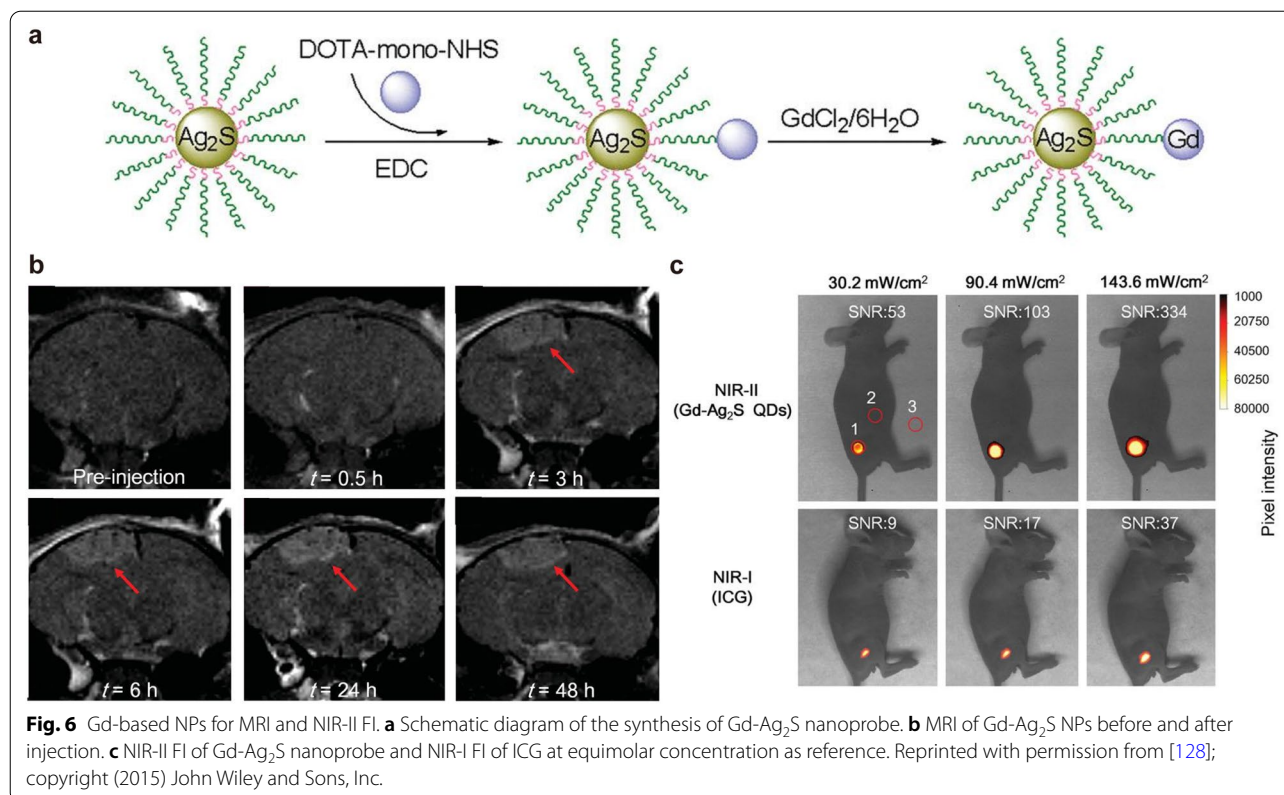 a
DOTA-mono-NHS
Ag₂S
EDC
Ag₂S
GdCl₂/6H₂O
Ag₂S
Gd
b
Pre-injection
t = 0.5 h
t = 3 h
t = 6 h
t = 24 h
t = 48 h
c
30.2 mW/cm²
90.4 mW/cm²
143.6 mW/cm²
NIR-II
(Gd-Ag₂S QDs)
SNR:53
1
2
3
SNR:103
SNR:334
NIR-I
(ICG)
SNR:9
SNR:17
SNR:37
1000
20750
40500
60250
80000
Pixel intensity
Fig. 6 Gd-based NPs for MRI and NIR-II FI. a Schematic diagram of the synthesis of Gd-Ag₂S nanoprobe. b MRI of Gd-Ag₂S NPs before and after
injection. c NIR-II FI of Gd-Ag₂S nanoprobe and NIR-I FI of ICG at equimolar concentration as reference. Reprinted with permission from [128];
copyright (2015) John Wiley and Sons, Inc.